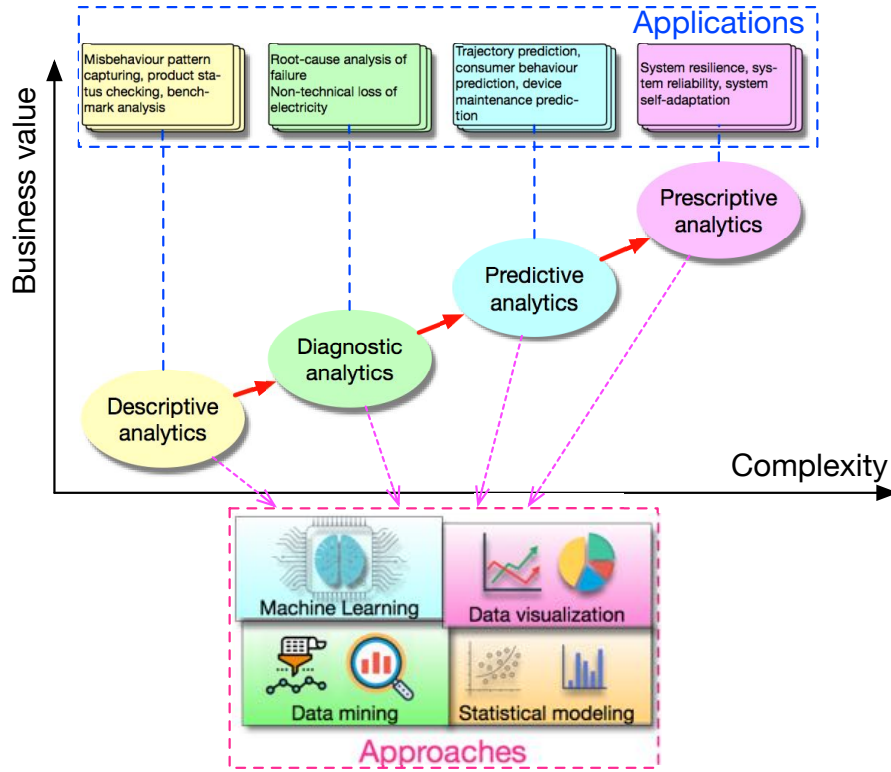 Applications
Misbehaviour pattern
capturing, product sta-
tus checking, bench-
mark analysis
Root-cause analysis of
failure
Non-technical loss of
electricity
Trajectory prediction,
consumer behaviour
prediction, device
maintenance predic-
tion
System resilience, sys-
tem reliability, system
self-adaptation
Business value
Prescriptive
analytics
Predictive
analytics
Diagnostic
analytics
Descriptive
analytics
Complexity
Machine Learning
Data visualization
Data mining
Statistical modeling
Approaches